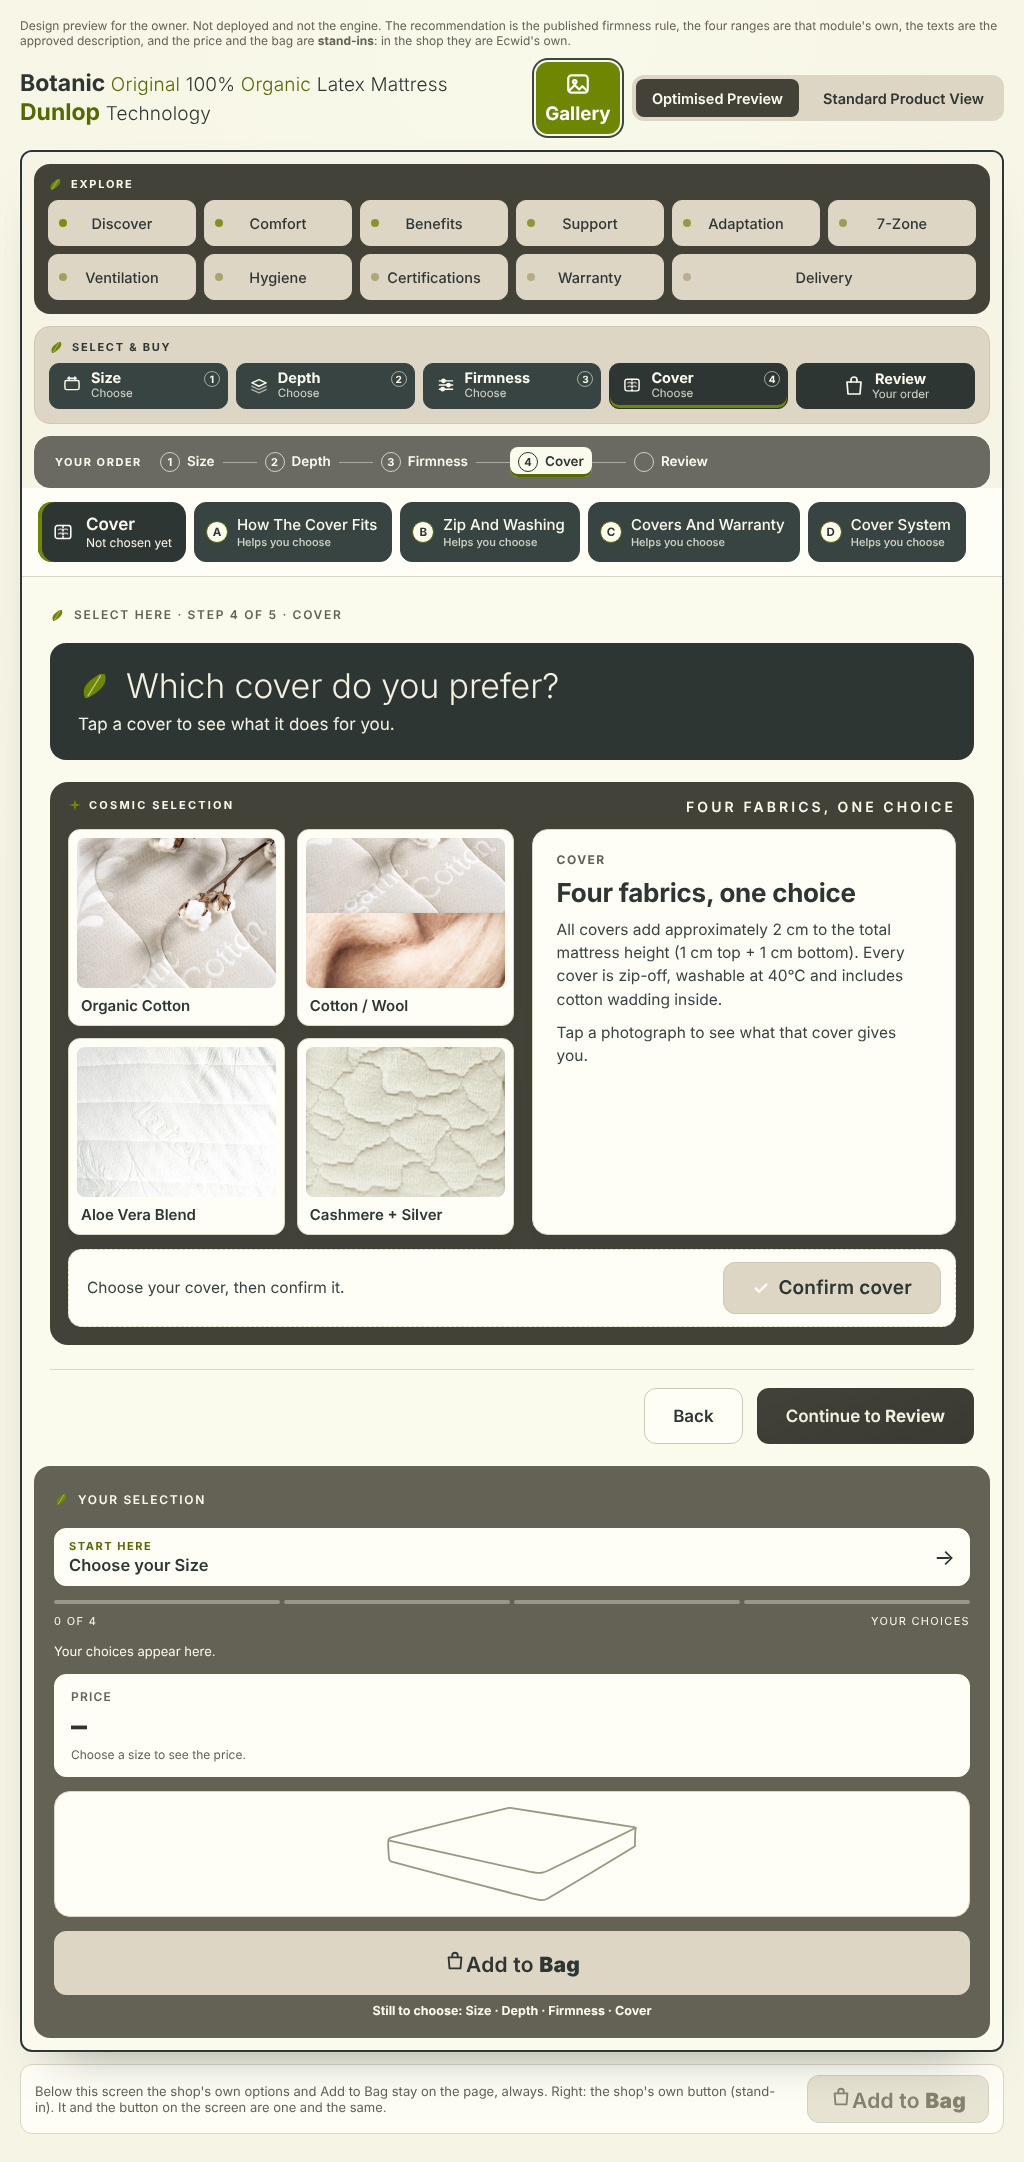 Design preview for the owner. Not deployed and not the engine. The recommendation is the published firmness rule, the four ranges are that module's own, the texts are the
approved description, and the price and the bag are stand-ins: in the shop they are Ecwid's own.
Botanic Original 100% Organic Latex Mattress
Dunlop Technology
Gallery
Optimised Preview
Standard Product View
EXPLORE
Discover
Comfort
Benefits
Support
Adaptation
7-Zone
Ventilation
Hygiene
Certifications
Warranty
Delivery
SELECT & BUY
Size
Choose
1
Depth
Choose
2
Firmness
Choose
3
Cover
Choose
4
Review
Your order
YOUR ORDER
1 Size
2 Depth
3 Firmness
4 Cover
Review
Cover
Not chosen yet
A
How The Cover Fits
Helps you choose
B
Zip And Washing
Helps you choose
C
Covers And Warranty
Helps you choose
D
Cover System
Helps you choose
SELECT HERE · STEP 4 OF 5 · COVER
Which cover do you prefer?
Tap a cover to see what it does for you.
COSMIC SELECTION
FOUR FABRICS, ONE CHOICE
Cotton
Organic Cotton
Cotton
Cotton / Wool
Aloe Vera Blend
Cashmere + Silver
COVER
Four fabrics, one choice
All covers add approximately 2 cm to the total
mattress height (1 cm top + 1 cm bottom). Every
cover is zip-off, washable at 40°C and includes
cotton wadding inside.
Tap a photograph to see what that cover gives
you.
Choose your cover, then confirm it.
Confirm cover
Back
Continue to Review
YOUR SELECTION
START HERE
Choose your Size
0 OF 4
YOUR CHOICES
Your choices appear here.
PRICE
–
Choose a size to see the price.
Add to Bag
Still to choose: Size · Depth · Firmness · Cover
Below this screen the shop's own options and Add to Bag stay on the page, always. Right: the shop's own button (stand-
in). It and the button on the screen are one and the same.
Add to Bag